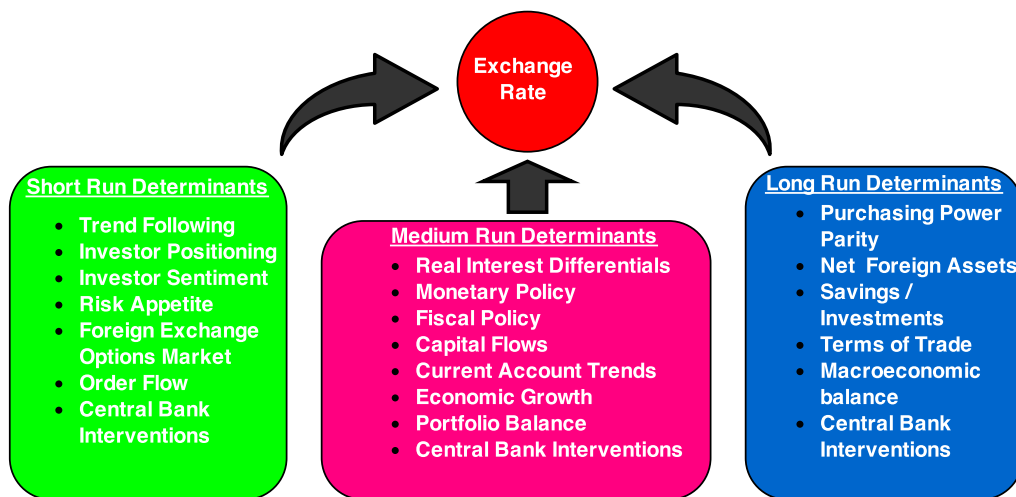 Exchange
Rate
Short Run Determinants
• Trend Following
• Investor Positioning
• Investor Sentiment
• Risk Appetite
• Foreign Exchange
Options Market
• Order Flow
• Central Bank
Interventions
Medium Run Determinants
• Real Interest Differentials
• Monetary Policy
• Fiscal Policy
• Capital Flows
• Current Account Trends
• Economic Growth
• Portfolio Balance
• Central Bank Interventions
Long Run Determinants
• Purchasing Power
Parity
• Net  Foreign Assets
• Savings /
Investments
• Terms of Trade
• Macroeconomic
balance
• Central Bank
Interventions